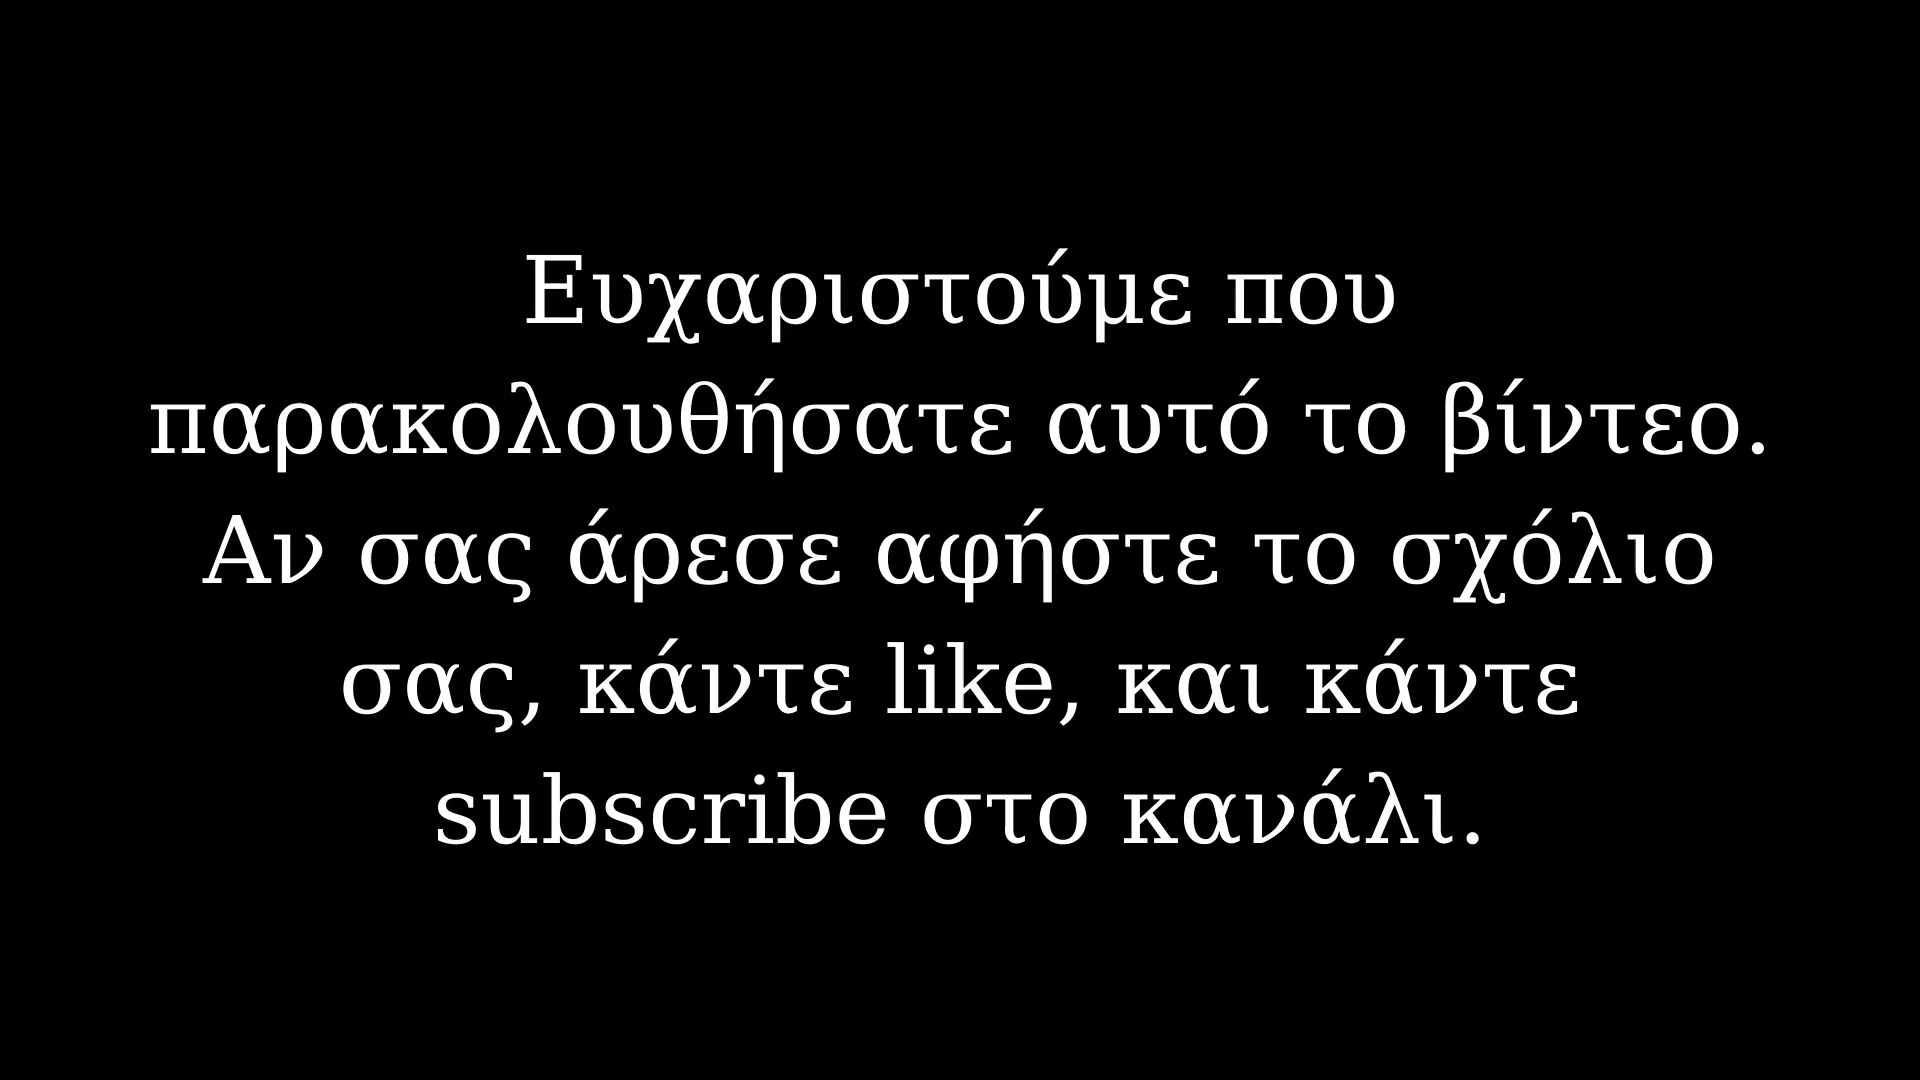 Ευχαριστούμε που
παρακολουθήσατε αυτό το βίντεο.
Αν σας άρεσε αφήστε το σχόλιο
σας, κάντε like, και κάντε
subscribe στο κανάλι.